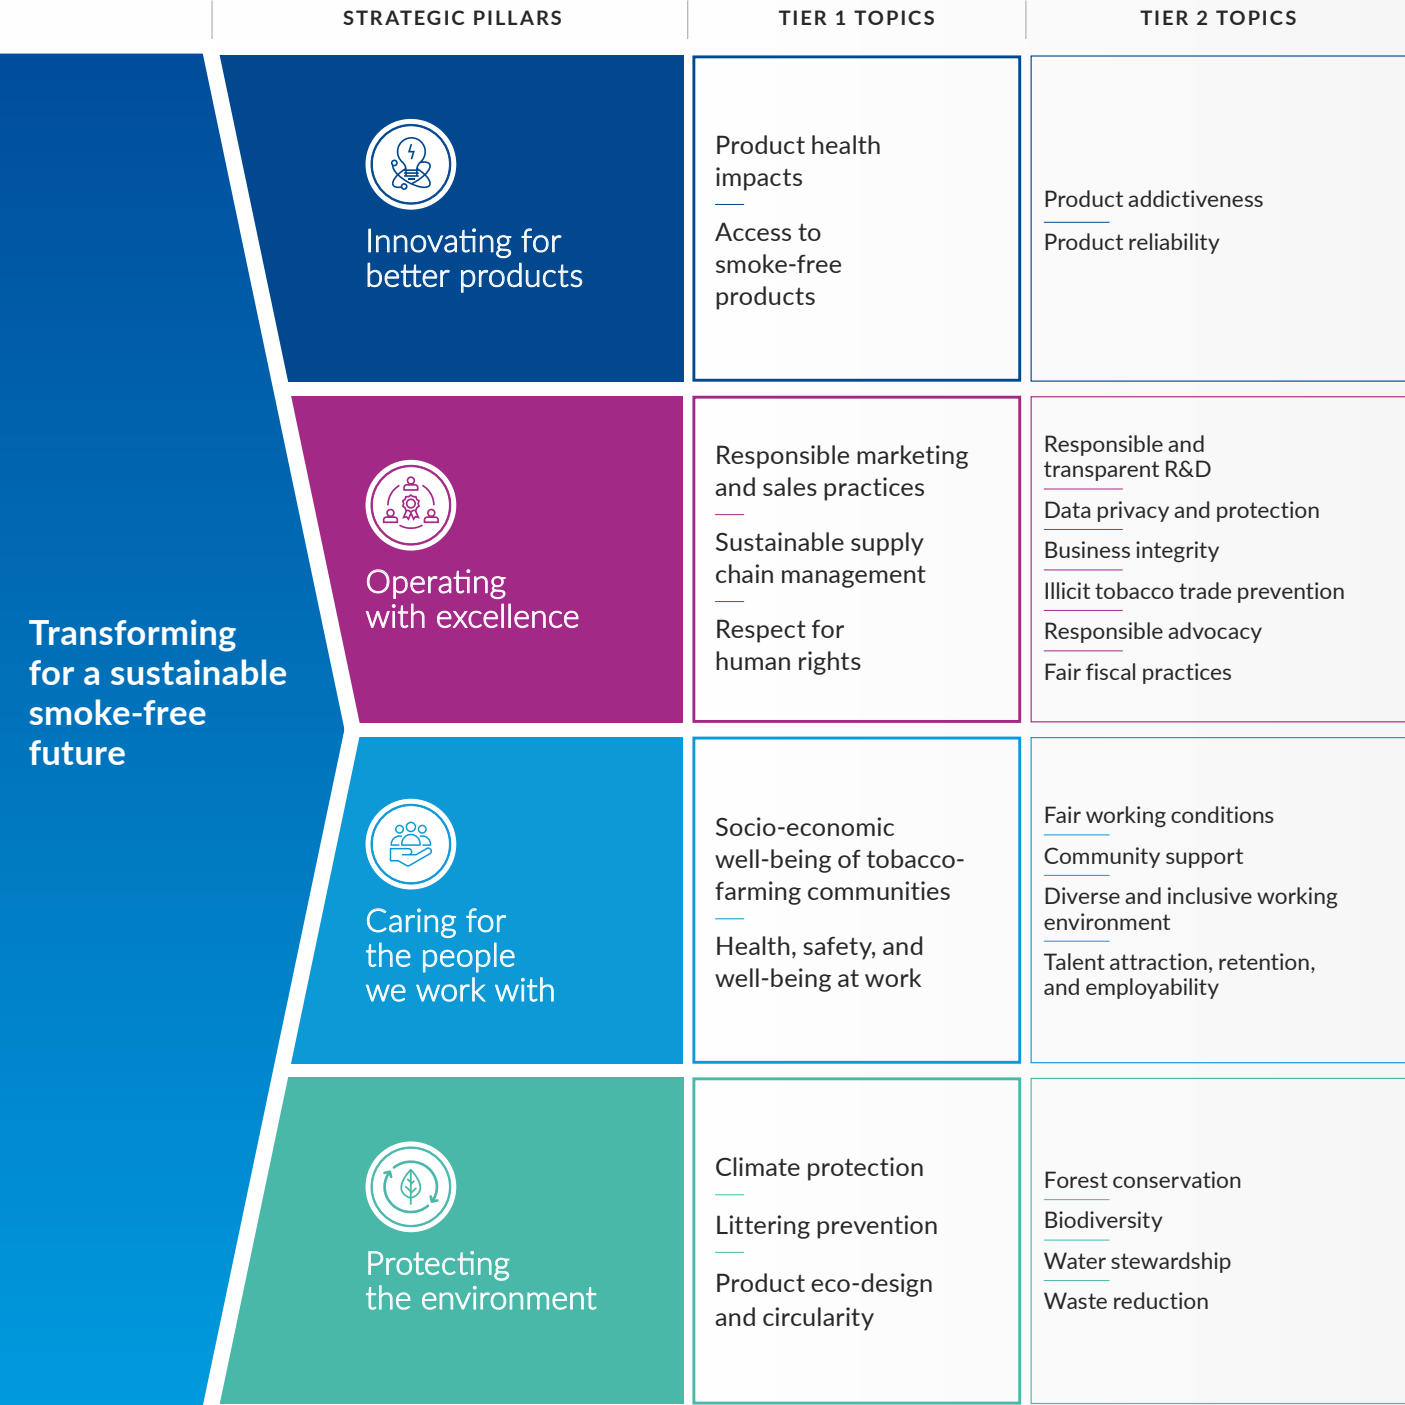 STRATEGIC PILLARS
TIER 1 TOPICS
TIER 2 TOPICS
Transforming
for a sustainable
smoke-free
future
Innovating for
better products
Product health
impacts
Access to
smoke-free
products
Product addictiveness
Product reliability
Operating
with excellence
Responsible marketing
and sales practices
Sustainable supply
chain management
Respect for
human rights
Responsible and
transparent R&D
Data privacy and protection
Business integrity
Illicit tobacco trade prevention
Responsible advocacy
Fair fiscal practices
Caring for
the people
we work with
Socio-economic
well-being of tobacco-
farming communities
Health, safety, and
well-being at work
Fair working conditions
Community support
Diverse and inclusive working
environment
Talent attraction, retention,
and employability
Protecting
the environment
Climate protection
Littering prevention
Product eco-design
and circularity
Forest conservation
Biodiversity
Water stewardship
Waste reduction